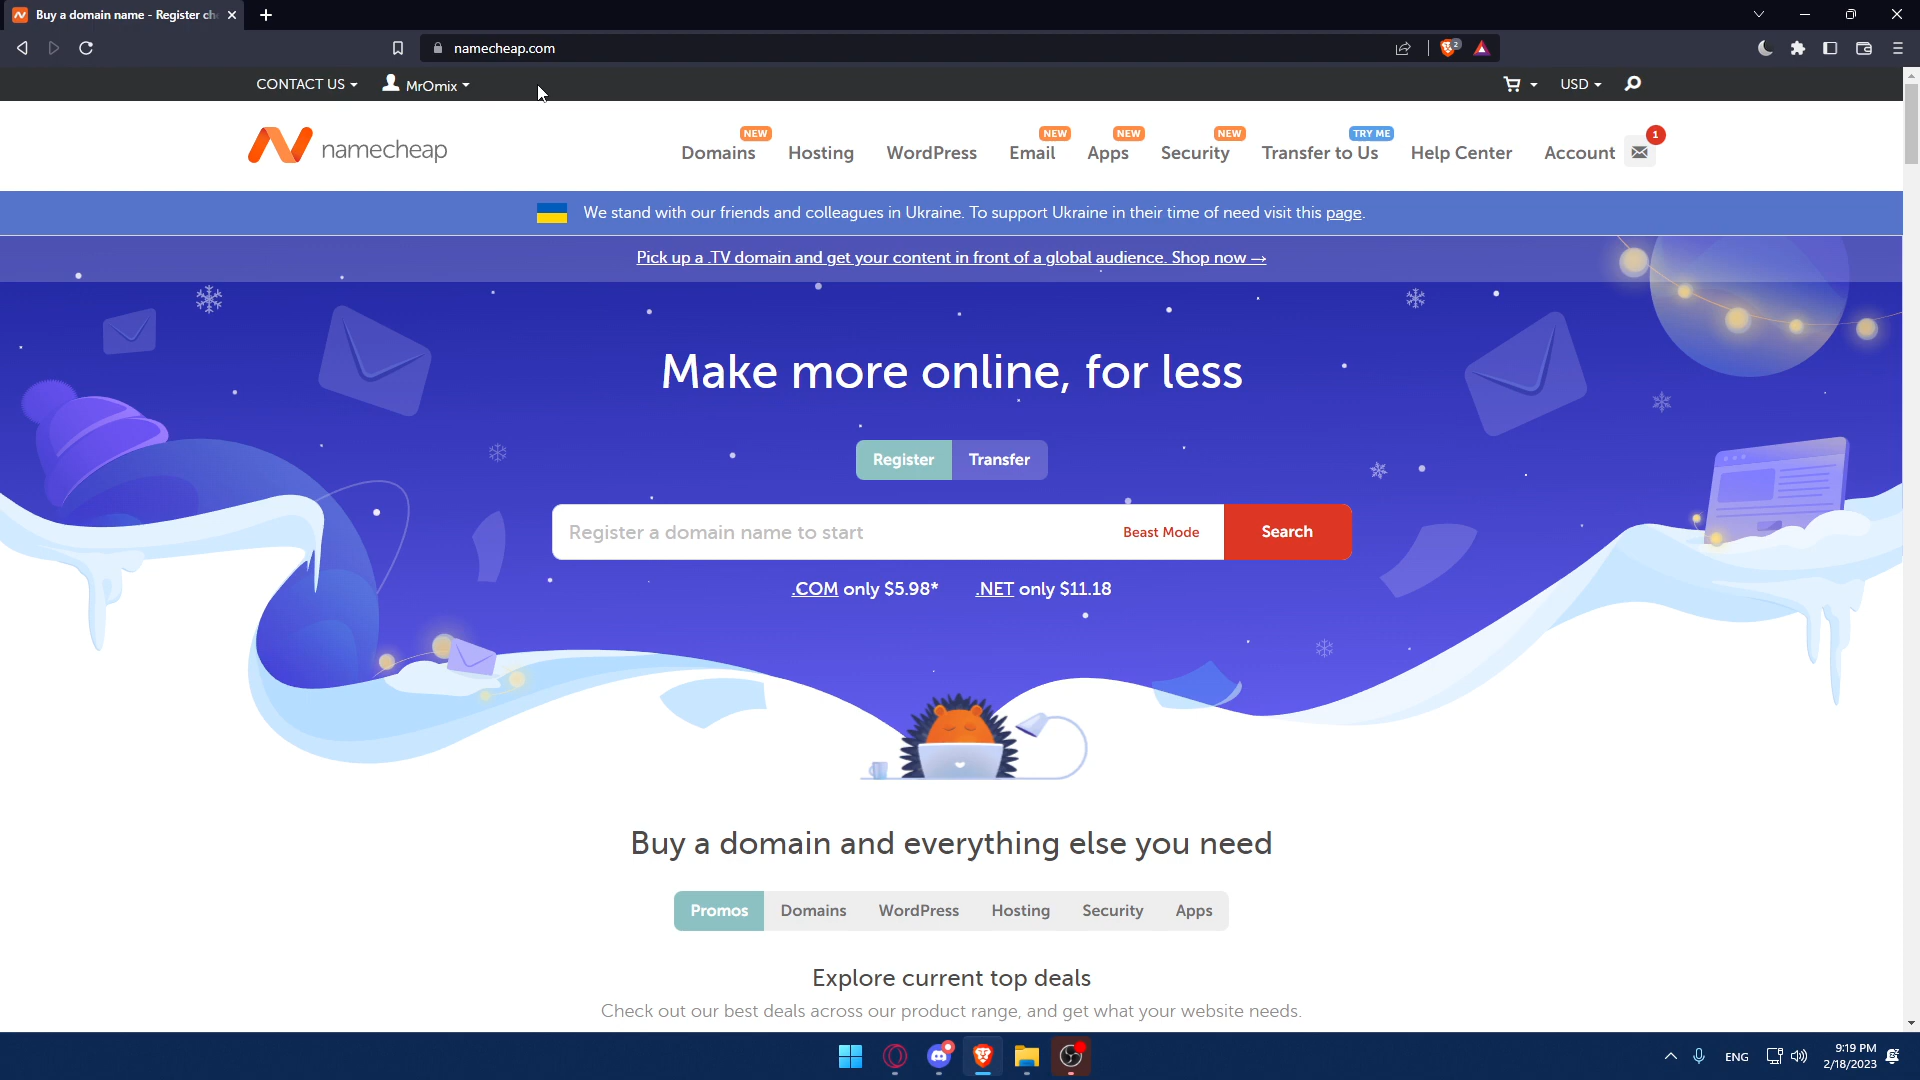 Buy a domain name - Register ch
namecheap.com
2
CONTACT US
MrOmix
USD
namecheap
NEW
NEW
NEW
NEW
TRY ME
1
Domains
Hosting
WordPress
Email
Apps
Security
Transfer to Us
Help Center
Account
We stand with our friends and colleagues in Ukraine. To support Ukraine in their time of need visit this page.
Pick up a .TV domain and get your content in front of a global audience. Shop now →
Make more online, for less
Register
Transfer
Register a domain name to start
Beast Mode
Search
.COM only $5.98*
.NET only $11.18
Buy a domain and everything else you need
Promos
Domains
WordPress
Hosting
Security
Apps
Explore current top deals
Check out our best deals across our product range, and get what your website needs.
ENG
9:19 PM
2/18/2023